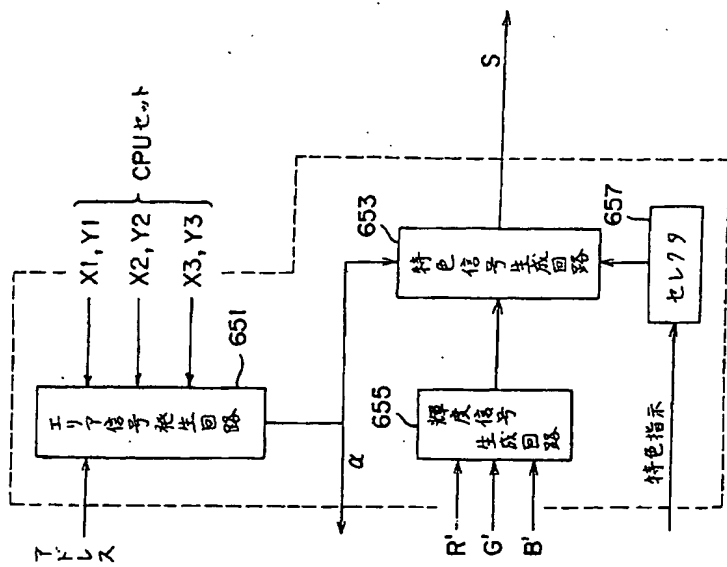 アドレス
X1, Y1
X2, Y2
X3, Y3
CPUセット
エリア信号発生回路
651
α
R'
G'
B'
655
輝度信号
生成回路
653
特色信号生成回路
S
特色指示
657
セレクタ